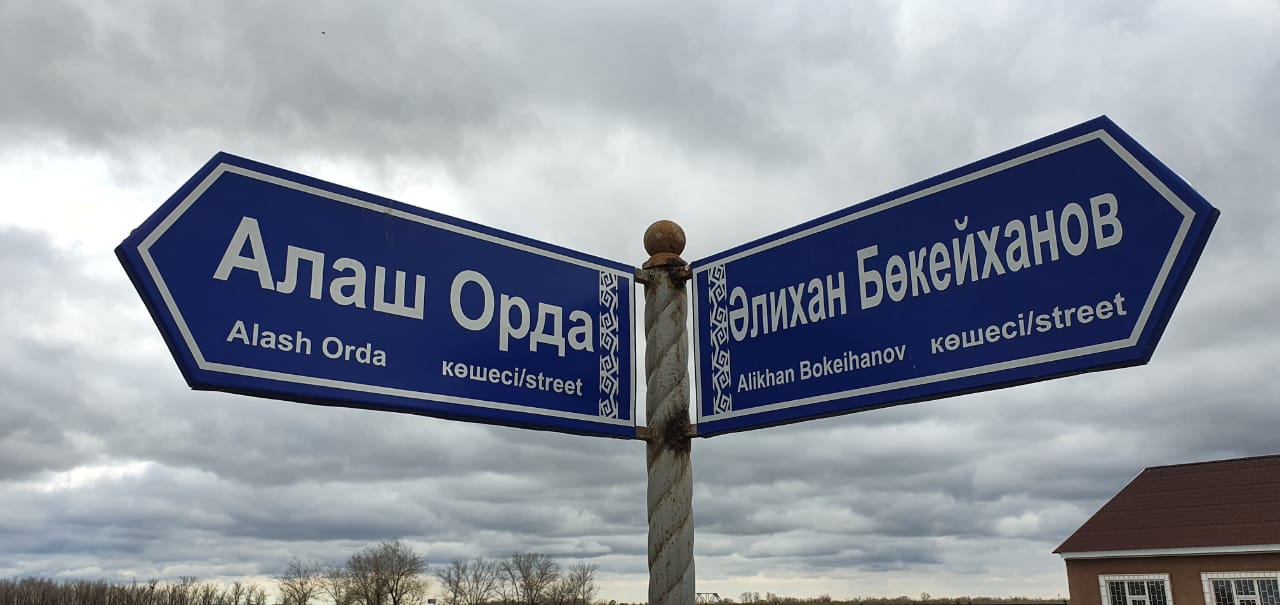 Алаш Орда
Alash Orda
көшесі/street
Әлихан Бөкейханов
Alikhan Bokeihanov
көшесі/street